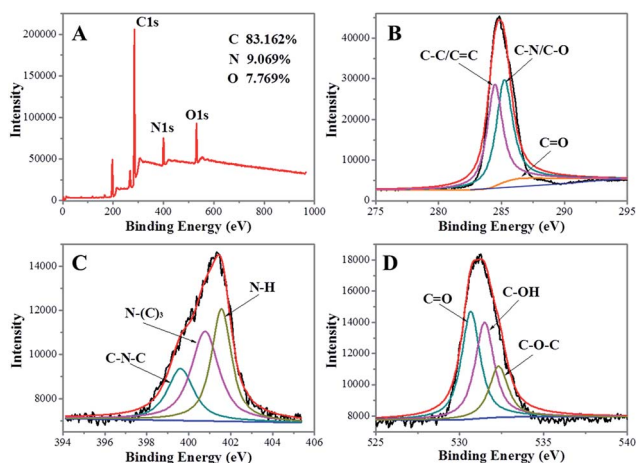 A
C1s
C 83.162%
N 9.069%
O 7.769%
N1s
O1s
Intensity
200000
150000
100000
50000
0
0 200 400 600 800 1000
Binding Energy (eV)
B
C-C/C=C
C-N/C-O
C=O
Intensity
40000
30000
20000
10000
0
275 280 285 290 295
Binding Energy (eV)
C
N-H
N-(C)₃
C-N-C
Intensity
14000
12000
10000
8000
394 396 398 400 402 404 406
Binding Energy (eV)
D
C=O
C-OH
C-O-C
Intensity
18000
16000
14000
12000
10000
8000
525 530 535 540
Binding Energy (eV)